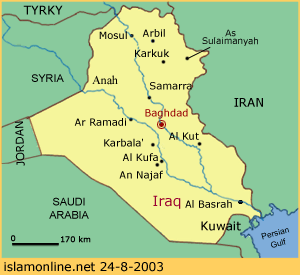 TYRKY
Arbil
As
Sulaimanyah
Mosul
Karkuk
SYRIA
Anah
Samarra
IRAN
Baghdad
Ar Ramadi
Al Kut
JORDAN
Karbala'
Al Kufa
An Najaf
Iraq
Al Basrah
SAUDI
ARABIA
Kuwait
Persian
Gulf
0
170 km
islamonline.net 24-8-2003